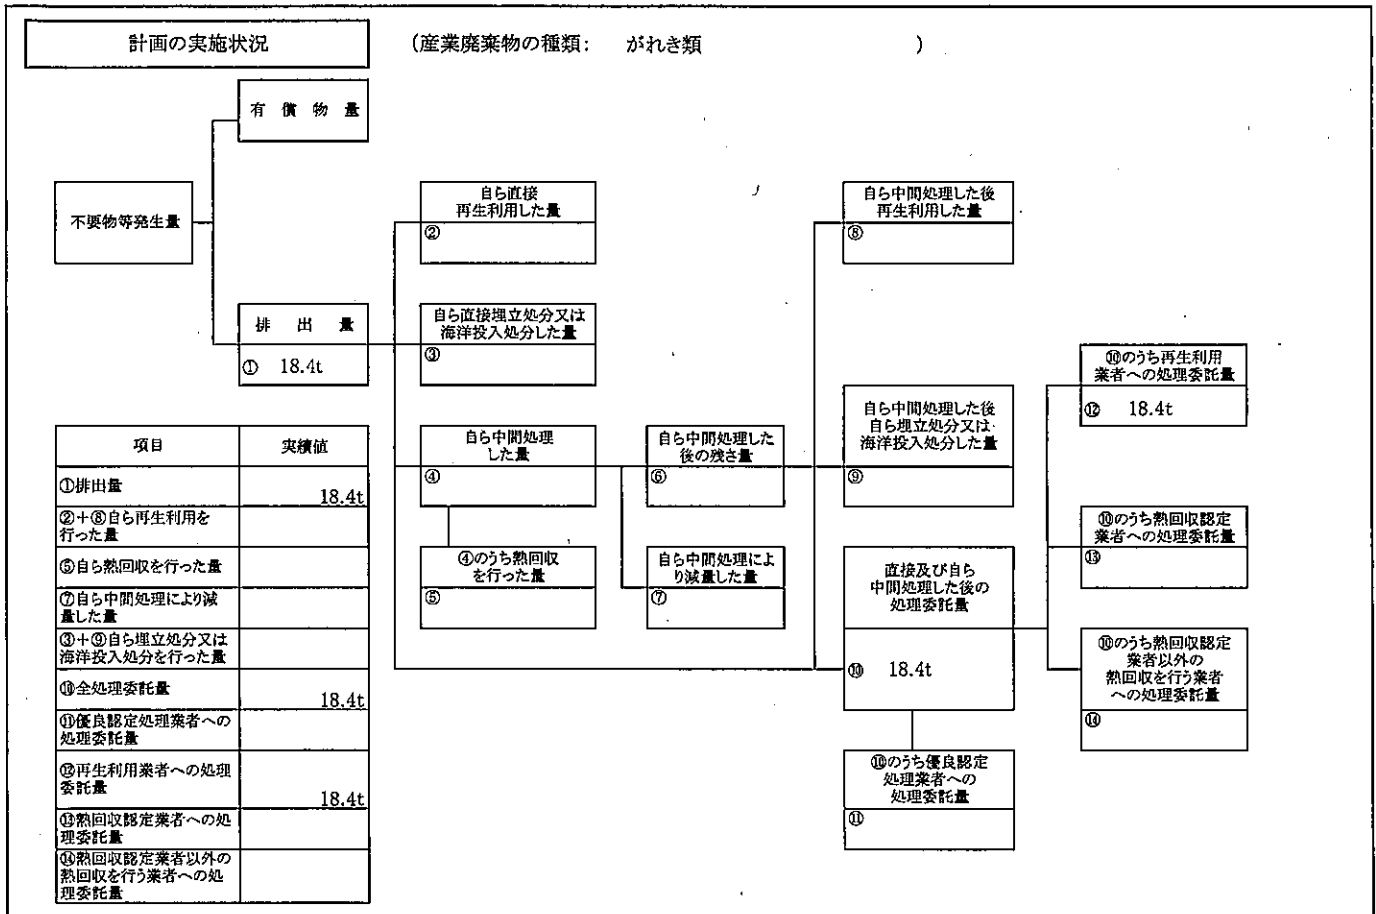 計画の実施状況
(産業廃棄物の種類： がれき類 )
有償物量
不要物等発生量
自ら直接
再生利用した量
②
自ら中間処理した後
再生利用した量
⑧
排出量
① 18.4t
自ら直接埋立処分又は
海洋投入処分した量
③
⑩のうち再生利用
業者への処理委託量
⑫ 18.4t
自ら中間処理
した量
④
自ら中間処理した
後の残さ量
⑥
自ら中間処理した後
自ら埋立処分又は
海洋投入処分した量
⑨
④のうち熱回収
を行った量
⑤
自ら中間処理によ
り減量した量
⑦
直接及び自ら
中間処理した後の
処理委託量
⑩ 18.4t
⑩のうち熱回収認定
業者への処理委託量
⑬
⑩のうち熱回収認定
業者以外の
熱回収を行う業者
への処理委託量
⑭
⑩のうち優良認定
処理業者への
処理委託量
⑪
項目 実績値
①排出量 18.4t
②＋⑧自ら再生利用を
行った量
⑤自ら熱回収を行った量
⑦自ら中間処理により減
量した量
③＋⑨自ら埋立処分又は
海洋投入処分を行った量
⑩全処理委託量 18.4t
⑪優良認定処理業者への
処理委託量
⑫再生利用業者への処理
委託量 18.4t
⑬熱回収認定業者への処
理委託量
⑭熱回収認定業者以外の
熱回収を行う業者への処
理委託量